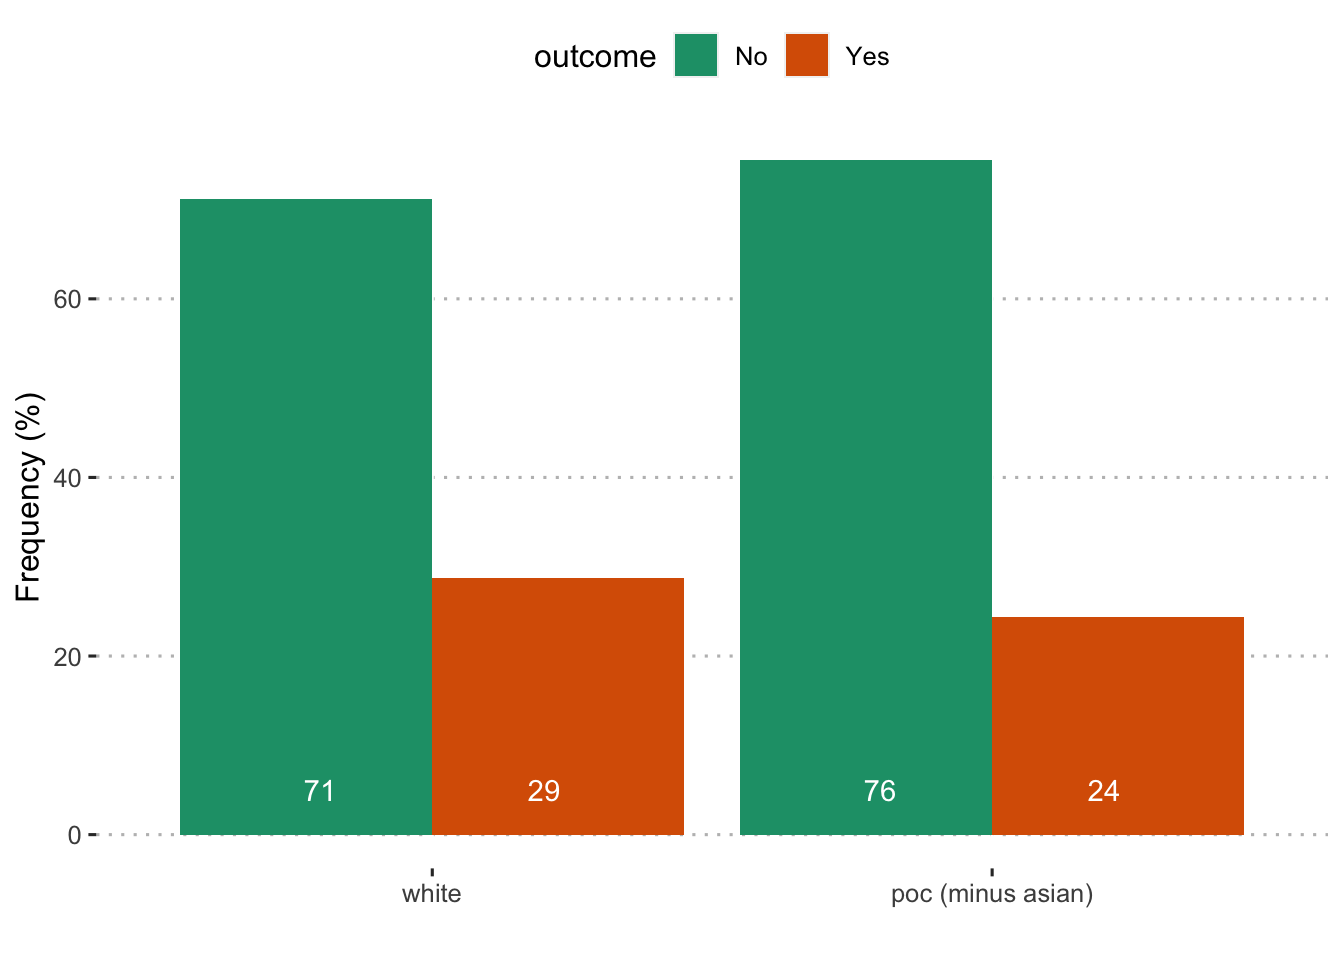 outcome No Yes
Frequency (%)
60
40
20
0
71 29 76 24
white poc (minus asian)